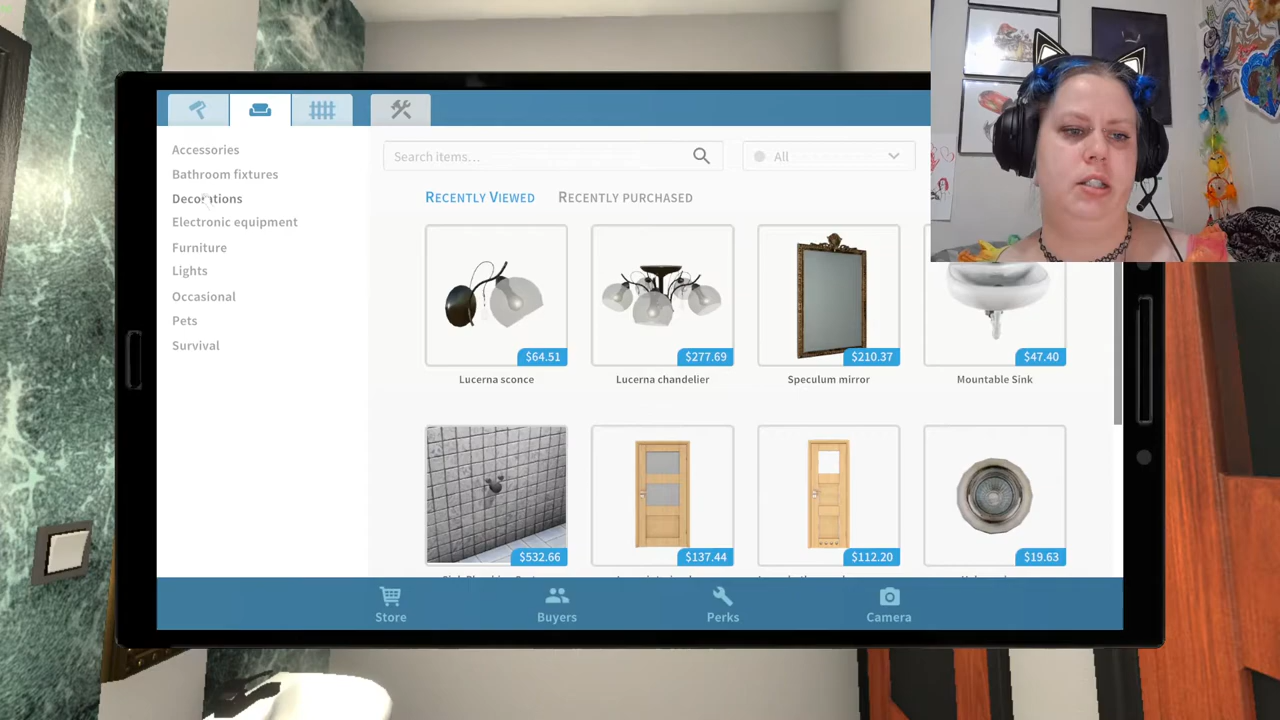 Search items...
All
Accessories
Bathroom fixtures
Decorations
Electronic equipment
Furniture
Lights
Occasional
Pets
Survival
RECENTLY VIEWED
RECENTLY PURCHASED
$64.51
$277.69
$210.37
$47.40
Lucerna sconce
Lucerna chandelier
Speculum mirror
Mountable Sink
$532.66
$137.44
$112.20
$19.63
Store
Buyers
Perks
Camera